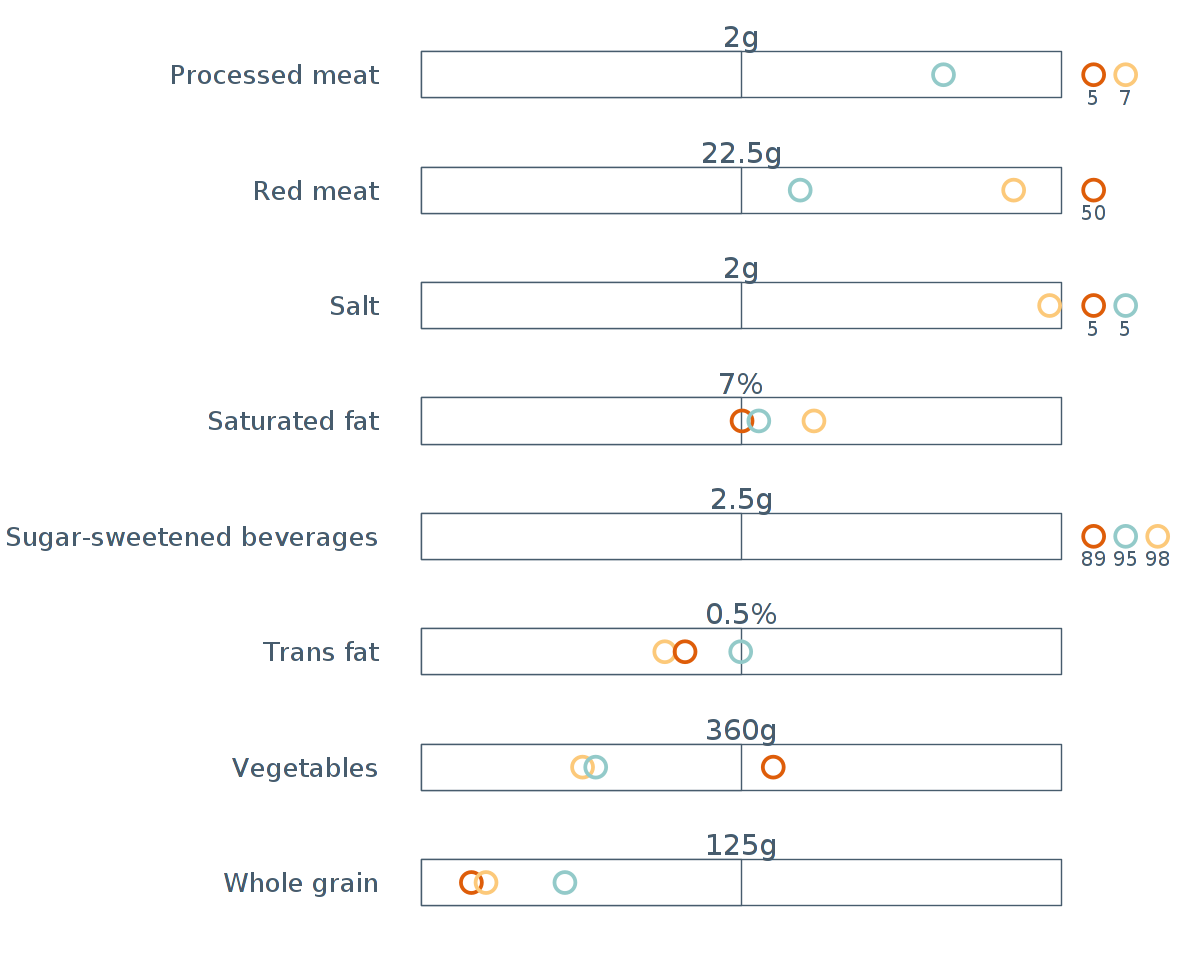 2g
Processed meat
5 7
22.5g
Red meat
50
2g
Salt
5 5
7%
Saturated fat
2.5g
Sugar-sweetened beverages
89 95 98
0.5%
Trans fat
360g
Vegetables
125g
Whole grain